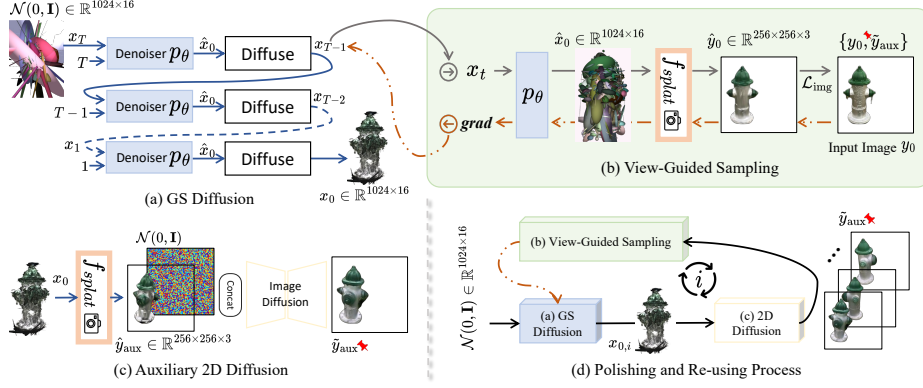 𝒩(0, I) ∈ ℝ^{1024×16}
x_T
T
Denoiser p_θ
x̂_0
Diffuse
x_{T−1}
T−1
Denoiser p_θ
x̂_0
Diffuse
x_{T−2}
x_1
1
Denoiser p_θ
x̂_0
Diffuse
x_0 ∈ ℝ^{1024×16}
(a) GS Diffusion
x_t
grad
p_θ
x̂_0 ∈ ℝ^{1024×16}
f_splat
ŷ_0 ∈ ℝ^{256×256×3}
ℒ_img
{y_0, ỹ_aux}
Input Image y_0
(b) View-Guided Sampling
x_0
f_splat
𝒩(0, I)
ŷ_aux ∈ ℝ^{256×256×3}
Concat
Image
Diffusion
ỹ_aux
(c) Auxiliary 2D Diffusion
𝒩(0, I) ∈ ℝ^{1024×16}
(b) View-Guided Sampling
(a) GS
Diffusion
x_{0,i}
i
(c) 2D
Diffusion
ỹ_aux
(d) Polishing and Re-using Process